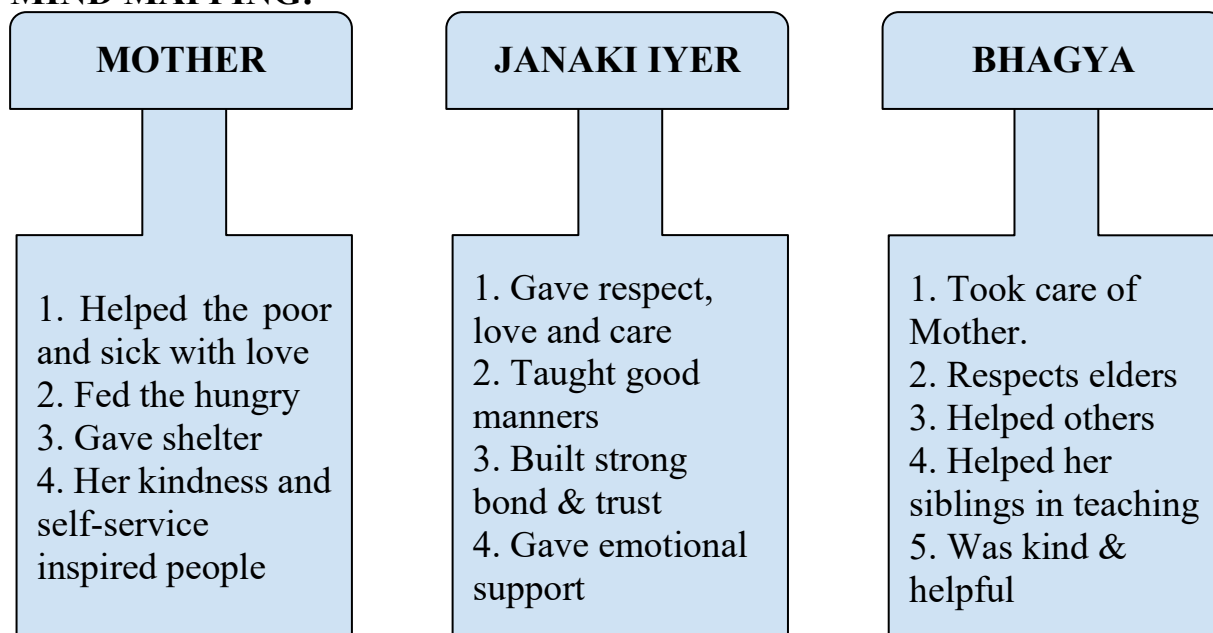 MIND MAPPING:
MOTHER
1. Helped the poor
and sick with love
2. Fed the hungry
3. Gave shelter
4. Her kindness and
self-service
inspired people
JANAKI IYER
1. Gave respect,
love and care
2. Taught good
manners
3. Built strong
bond & trust
4. Gave emotional
support
BHAGYA
1. Took care of
Mother.
2. Respects elders
3. Helped others
4. Helped her
siblings in teaching
5. Was kind &
helpful